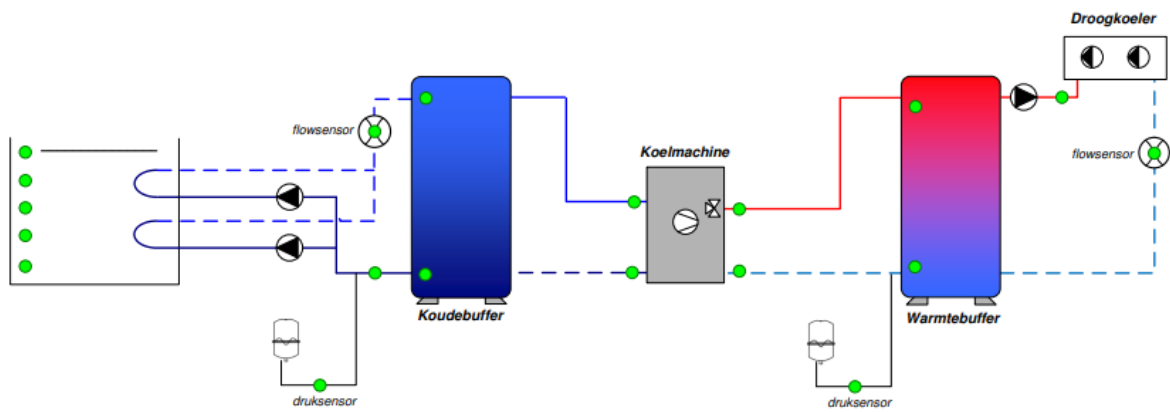 Droogkoeler
flowsensor
Koelmachine
flowsensor
Koudebuffer
Warmtebuffer
druksensor
druksensor